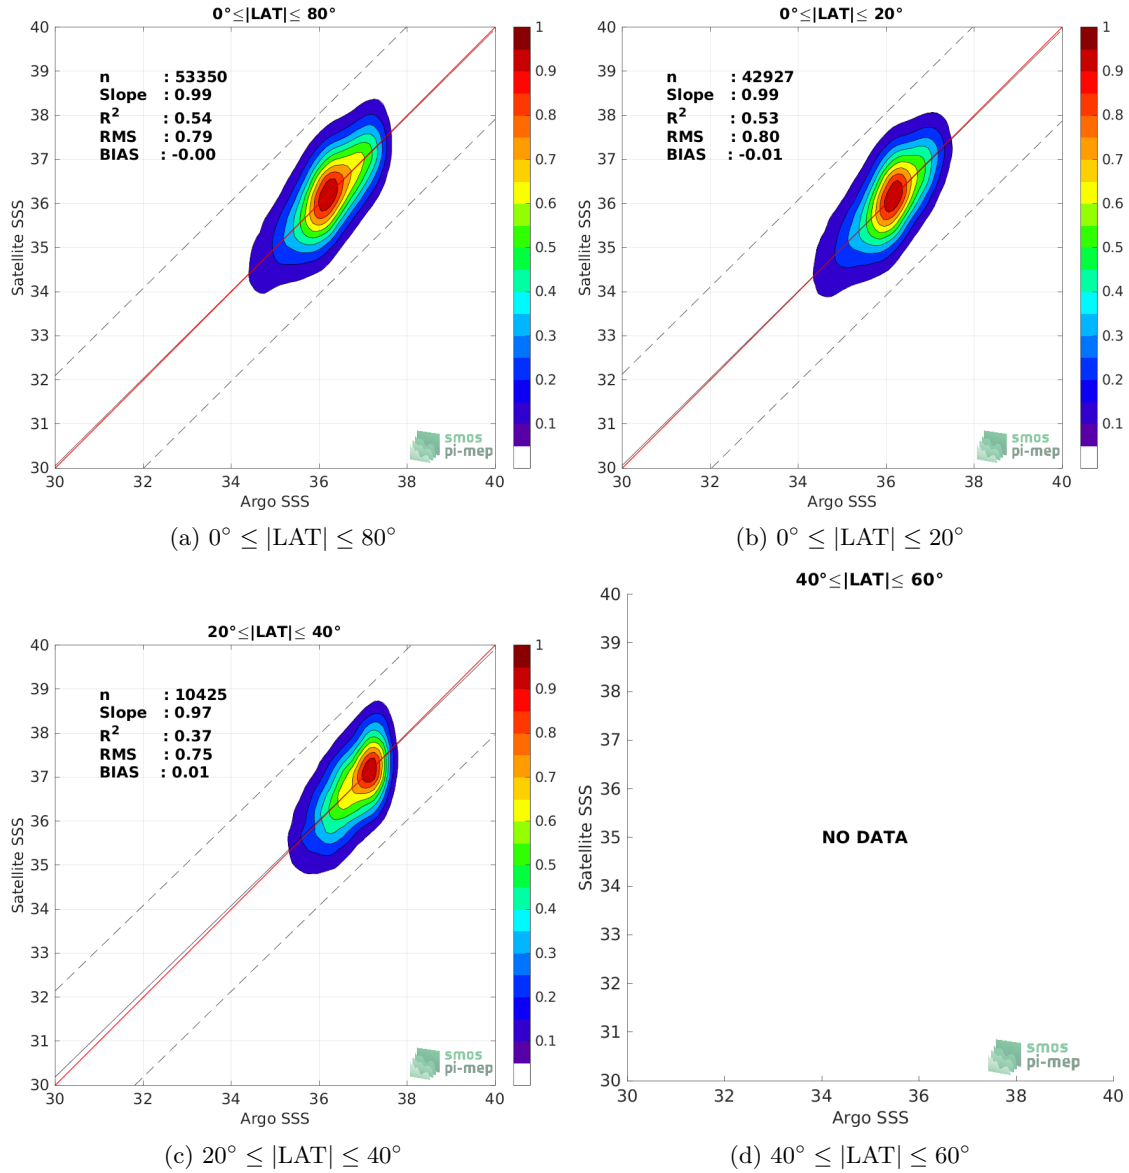 0°≤|LAT|≤ 80°
40
39
38
37
36
35
34
33
32
31
30
Satellite SSS
n : 53350
Slope : 0.99
R² : 0.54
RMS : 0.79
BIAS : -0.00
smos
pi-mep
30 32 34 36 38 40
Argo SSS
1
0.9
0.8
0.7
0.6
0.5
0.4
0.3
0.2
0.1
(a) 0° ≤ |LAT| ≤ 80°
0°≤|LAT|≤ 20°
40
39
38
37
36
35
34
33
32
31
30
Satellite SSS
n : 42927
Slope : 0.99
R² : 0.53
RMS : 0.80
BIAS : -0.01
smos
pi-mep
30 32 34 36 38 40
Argo SSS
1
0.9
0.8
0.7
0.6
0.5
0.4
0.3
0.2
0.1
(b) 0° ≤ |LAT| ≤ 20°
20°≤|LAT|≤ 40°
40
39
38
37
36
35
34
33
32
31
30
Satellite SSS
n : 10425
Slope : 0.97
R² : 0.37
RMS : 0.75
BIAS : 0.01
smos
pi-mep
30 32 34 36 38 40
Argo SSS
1
0.9
0.8
0.7
0.6
0.5
0.4
0.3
0.2
0.1
(c) 20° ≤ |LAT| ≤ 40°
40°≤|LAT|≤ 60°
40
39
38
37
36
35
34
33
32
31
30
Satellite SSS
NO DATA
smos
pi-mep
30 32 34 36 38 40
Argo SSS
(d) 40° ≤ |LAT| ≤ 60°